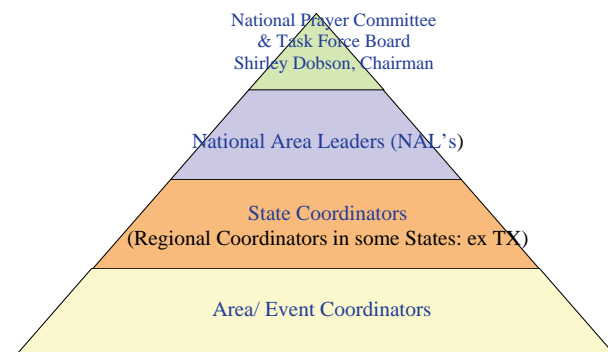 National Prayer Committee
& Task Force Board
Shirley Dobson, Chairman
National Area Leaders (NAL's)
State Coordinators
(Regional Coordinators in some States: ex TX)
Area/ Event Coordinators